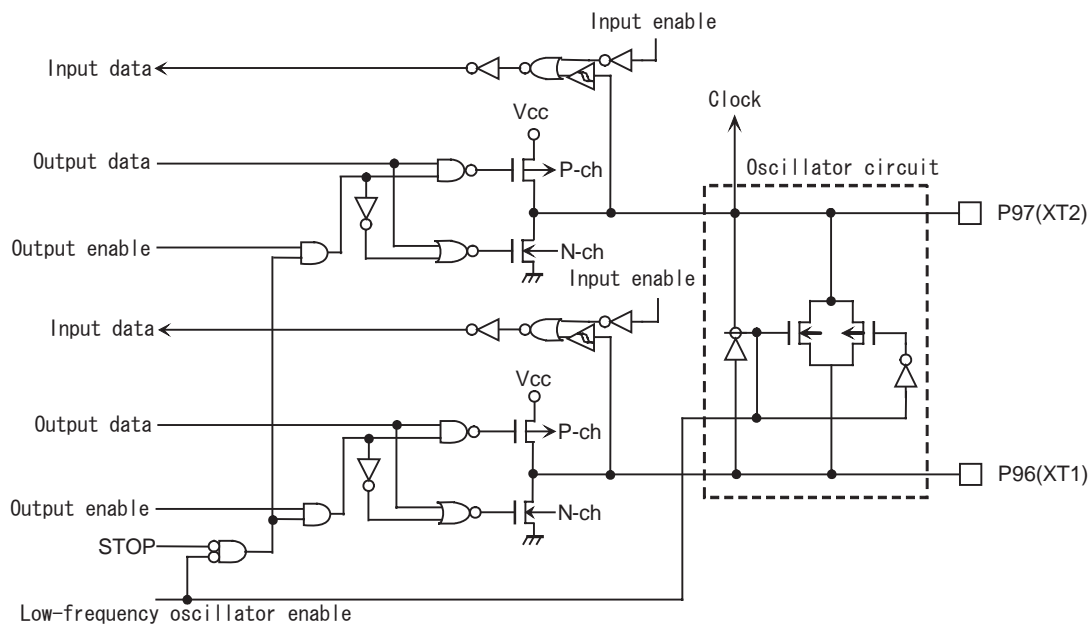 Input enable
Input data
Clock
Vcc
Oscillator circuit
Output data
P-ch
P97(XT2)
Output enable
N-ch
Input enable
Input data
Vcc
Output data
P-ch
P96(XT1)
Output enable
N-ch
STOP
Low-frequency oscillator enable